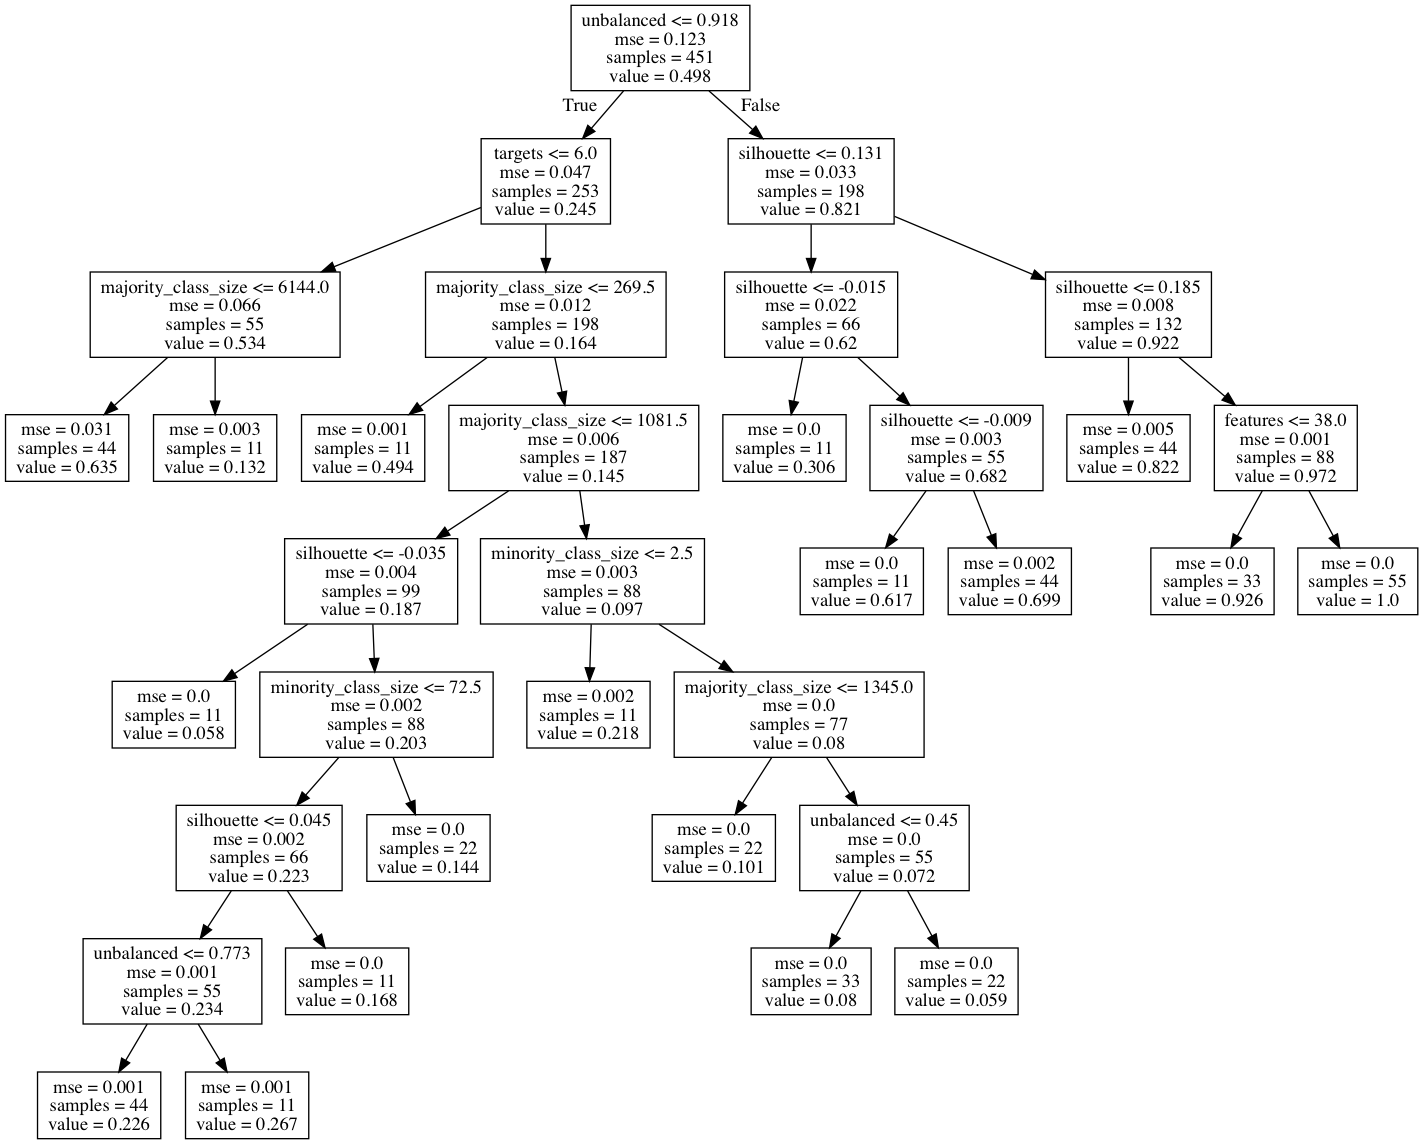 unbalanced <= 0.918
mse = 0.123
samples = 451
value = 0.498
True
False
targets <= 6.0
mse = 0.047
samples = 253
value = 0.245
silhouette <= 0.131
mse = 0.033
samples = 198
value = 0.821
majority_class_size <= 6144.0
mse = 0.066
samples = 55
value = 0.534
majority_class_size <= 269.5
mse = 0.012
samples = 198
value = 0.164
silhouette <= -0.015
mse = 0.022
samples = 66
value = 0.62
silhouette <= 0.185
mse = 0.008
samples = 132
value = 0.922
mse = 0.031
samples = 44
value = 0.635
mse = 0.003
samples = 11
value = 0.132
mse = 0.001
samples = 11
value = 0.494
majority_class_size <= 1081.5
mse = 0.006
samples = 187
value = 0.145
mse = 0.0
samples = 11
value = 0.306
silhouette <= -0.009
mse = 0.003
samples = 55
value = 0.682
mse = 0.005
samples = 44
value = 0.822
features <= 38.0
mse = 0.001
samples = 88
value = 0.972
silhouette <= -0.035
mse = 0.004
samples = 99
value = 0.187
minority_class_size <= 2.5
mse = 0.003
samples = 88
value = 0.097
mse = 0.0
samples = 11
value = 0.617
mse = 0.002
samples = 44
value = 0.699
mse = 0.0
samples = 33
value = 0.926
mse = 0.0
samples = 55
value = 1.0
mse = 0.0
samples = 11
value = 0.058
minority_class_size <= 72.5
mse = 0.002
samples = 88
value = 0.203
mse = 0.002
samples = 11
value = 0.218
majority_class_size <= 1345.0
mse = 0.0
samples = 77
value = 0.08
silhouette <= 0.045
mse = 0.002
samples = 66
value = 0.223
mse = 0.0
samples = 22
value = 0.144
mse = 0.0
samples = 22
value = 0.101
unbalanced <= 0.45
mse = 0.0
samples = 55
value = 0.072
unbalanced <= 0.773
mse = 0.001
samples = 55
value = 0.234
mse = 0.0
samples = 11
value = 0.168
mse = 0.0
samples = 33
value = 0.08
mse = 0.0
samples = 22
value = 0.059
mse = 0.001
samples = 44
value = 0.226
mse = 0.001
samples = 11
value = 0.267